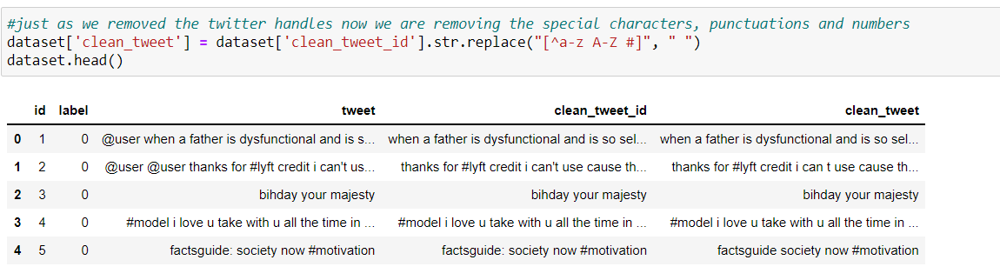 #just as we removed the twitter handles now we are removing the special characters, punctuations and numbers
dataset['clean_tweet'] = dataset['clean_tweet_id'].str.replace("[^a-z A-Z #]", " ")
dataset.head()
id label tweet clean_tweet_id clean_tweet
0 1 0 @user when a father is dysfunctional and is s... when a father is dysfunctional and is so sel... when a father is dysfunctional and is so sel...
1 2 0 @user @user thanks for #lyft credit i can't us... thanks for #lyft credit i can't use cause th... thanks for #lyft credit i can t use cause th...
2 3 0 bihday your majesty bihday your majesty bihday your majesty
3 4 0 #model i love u take with u all the time in ... #model i love u take with u all the time in ... #model i love u take with u all the time in ...
4 5 0 factsguide: society now #motivation factsguide: society now #motivation factsguide society now #motivation